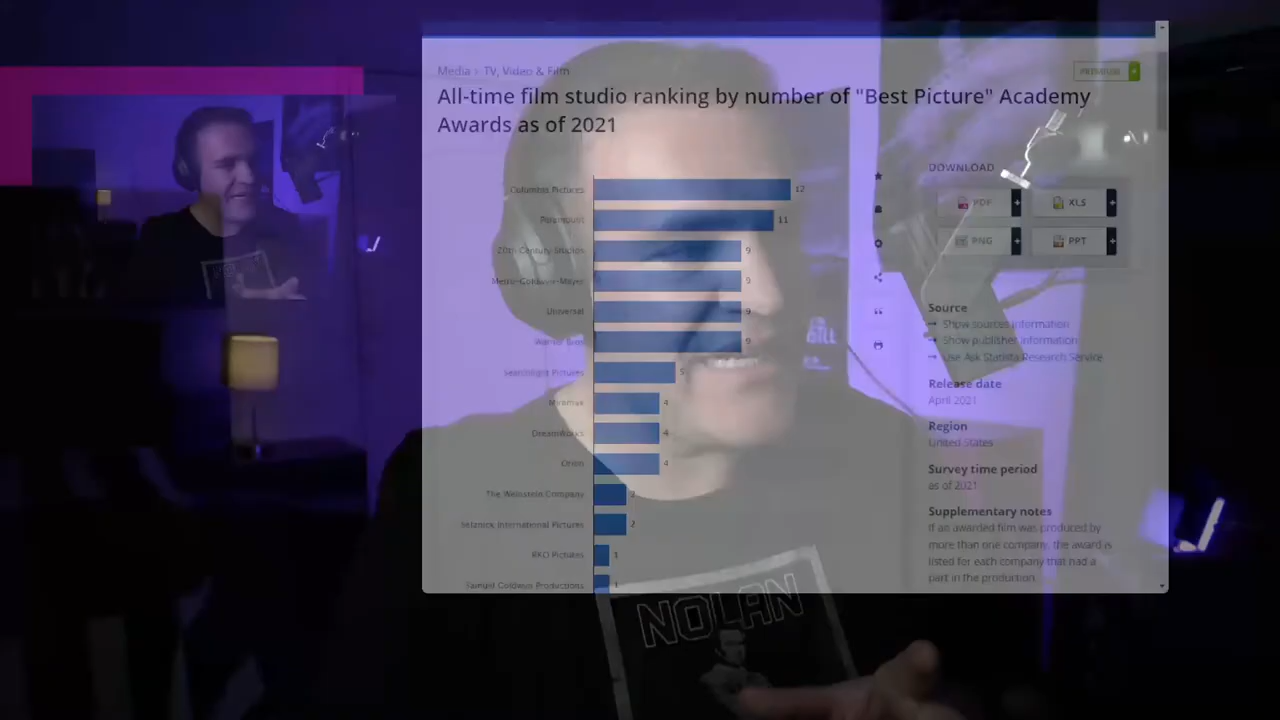 Media › TV, Video & Film
PREMIUM +
All-time film studio ranking by number of "Best Picture" Academy
Awards as of 2021
Columbia Pictures 12
Paramount 11
20th Century Studios 9
Metro-Goldwyn-Mayer 9
Universal 9
Warner Bros 9
Searchlight Pictures 5
Miramax 4
DreamWorks 4
Orion 4
The Weinstein Company 2
Selznick International Pictures 2
RKO Pictures 1
Samuel Goldwyn Productions 1
DOWNLOAD
PDF +
XLS +
PNG +
PPT +
Source
→ Show sources information
→ Show publisher information
→ Use Ask Statista Research Service
Release date
April 2021
Region
United States
Survey time period
as of 2021
Supplementary notes
If an awarded film was produced by
more than one company, the award is
listed for each company that had a
part in the production.
NOLAN